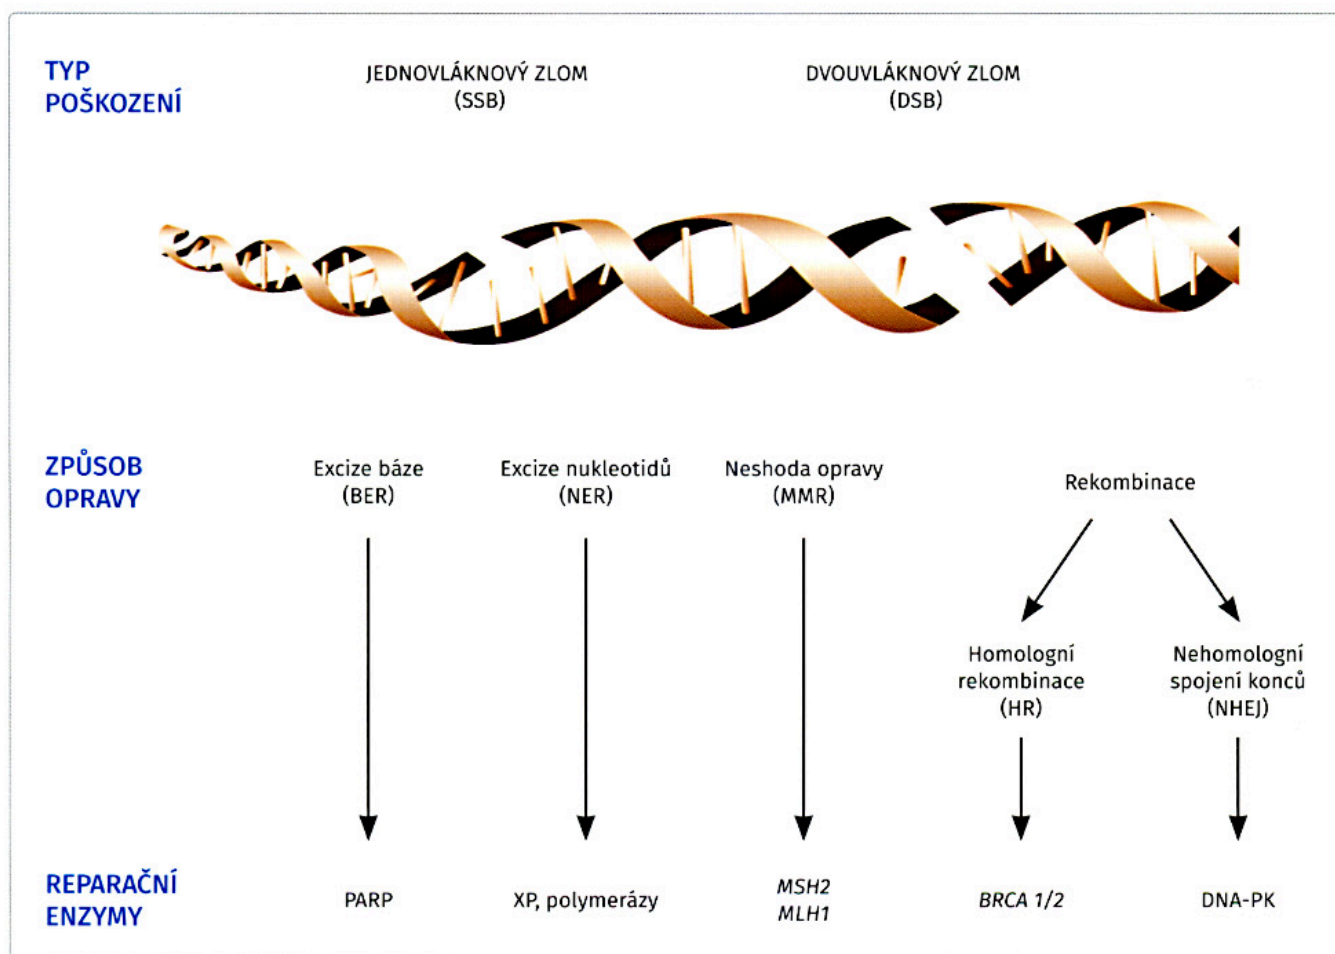 TYP
POŠKOZENÍ
JEDNOVLÁKNOVÝ ZLOM
(SSB)
DVOUVLÁKNOVÝ ZLOM
(DSB)
ZPŮSOB
OPRAVY
Excize báze
(BER)
Excize nukleotidů
(NER)
Neshoda opravy
(MMR)
Rekombinace
Homologní
rekombinace
(HR)
Nehomologní
spojení konců
(NHEJ)
REPARAČNÍ
ENZYMY
PARP
XP, polymerázy
MSH2
MLH1
BRCA 1/2
DNA-PK